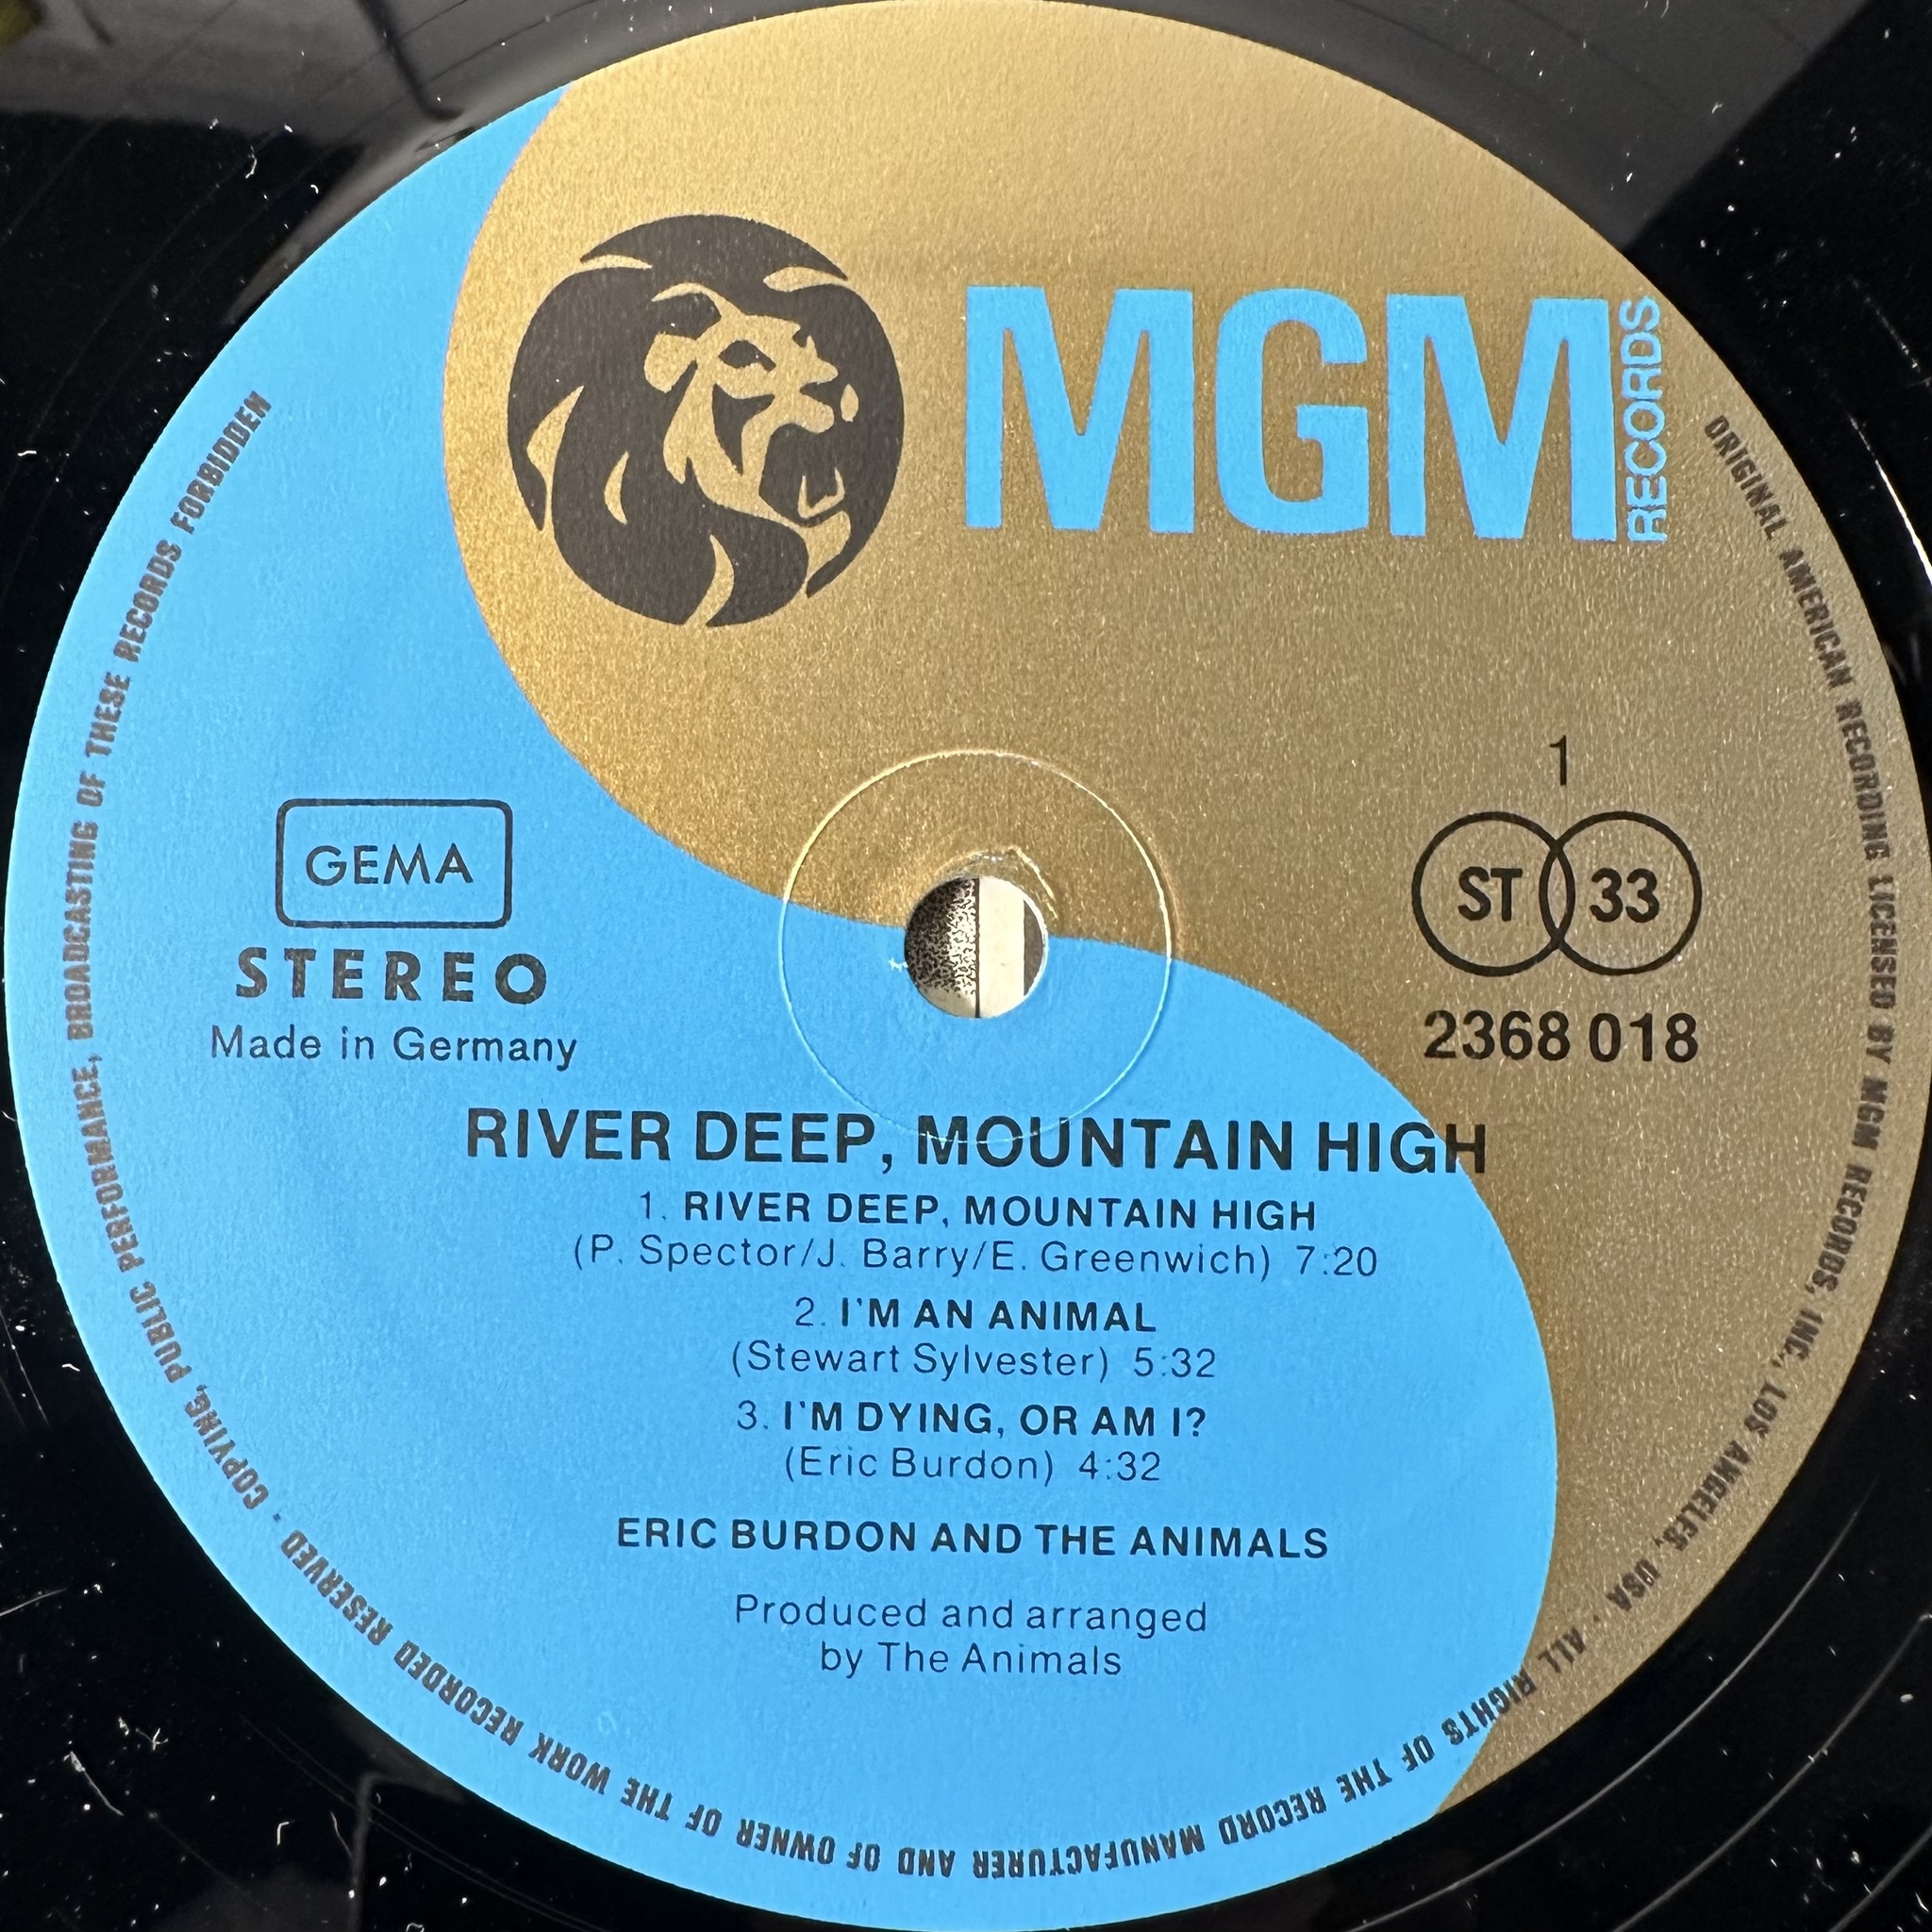 MGM RECORDS
1
ST 33
2368 018
GEMA
STEREO
Made in Germany
RIVER DEEP, MOUNTAIN HIGH
1. RIVER DEEP, MOUNTAIN HIGH
(P. Spector/J. Barry/E. Greenwich) 7:20
2. I'M AN ANIMAL
(Stewart Sylvester) 5:32
3. I'M DYING, OR AM I?
(Eric Burdon) 4:32
ERIC BURDON AND THE ANIMALS
Produced and arranged
by The Animals
ORIGINAL AMERICAN RECORDING LICENSED BY MGM RECORDS, INC., LOS ANGELES, USA · ALL RIGHTS OF THE RECORD MANUFACTURER AND OF OWNER OF THE WORK RECORDED RESERVED · COPYING, PUBLIC PERFORMANCE, BROADCASTING OF THESE RECORDS FORBIDDEN